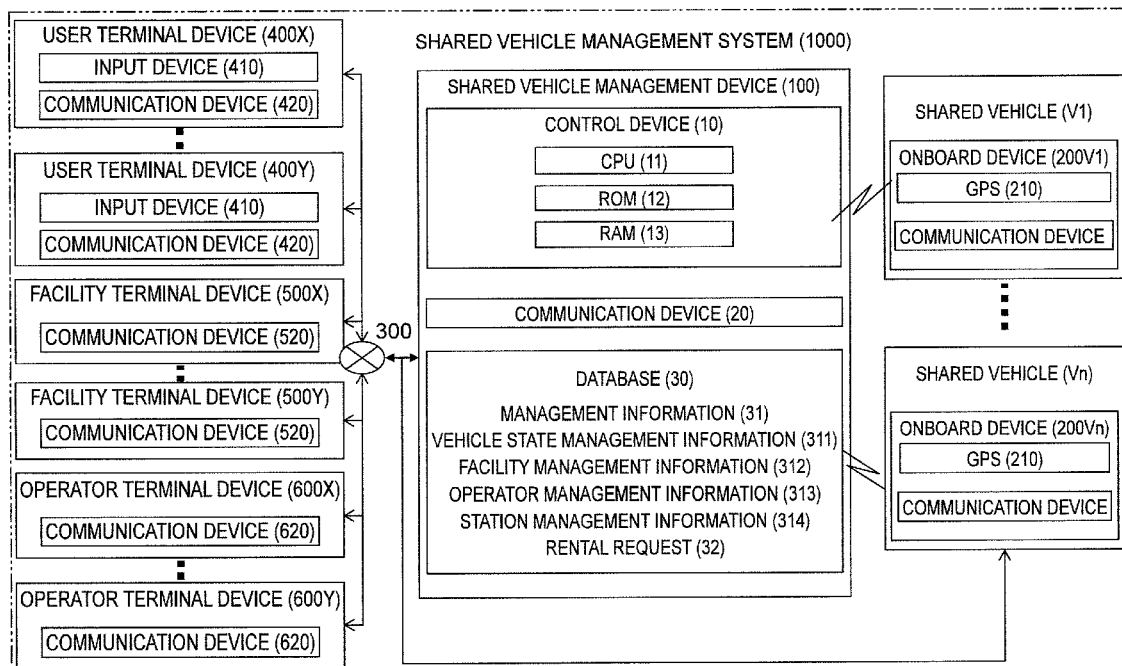 USER TERMINAL DEVICE (400X)
INPUT DEVICE (410)
COMMUNICATION DEVICE (420)
USER TERMINAL DEVICE (400Y)
INPUT DEVICE (410)
COMMUNICATION DEVICE (420)
FACILITY TERMINAL DEVICE (500X)
COMMUNICATION DEVICE (520)
FACILITY TERMINAL DEVICE (500Y)
COMMUNICATION DEVICE (520)
OPERATOR TERMINAL DEVICE (600X)
COMMUNICATION DEVICE (620)
OPERATOR TERMINAL DEVICE (600Y)
COMMUNICATION DEVICE (620)
300
SHARED VEHICLE MANAGEMENT SYSTEM (1000)
SHARED VEHICLE MANAGEMENT DEVICE (100)
CONTROL DEVICE (10)
CPU (11)
ROM (12)
RAM (13)
COMMUNICATION DEVICE (20)
DATABASE (30)
MANAGEMENT INFORMATION (31)
VEHICLE STATE MANAGEMENT INFORMATION (311)
FACILITY MANAGEMENT INFORMATION (312)
OPERATOR MANAGEMENT INFORMATION (313)
STATION MANAGEMENT INFORMATION (314)
RENTAL REQUEST (32)
SHARED VEHICLE (V1)
ONBOARD DEVICE (200V1)
GPS (210)
COMMUNICATION DEVICE
SHARED VEHICLE (Vn)
ONBOARD DEVICE (200Vn)
GPS (210)
COMMUNICATION DEVICE